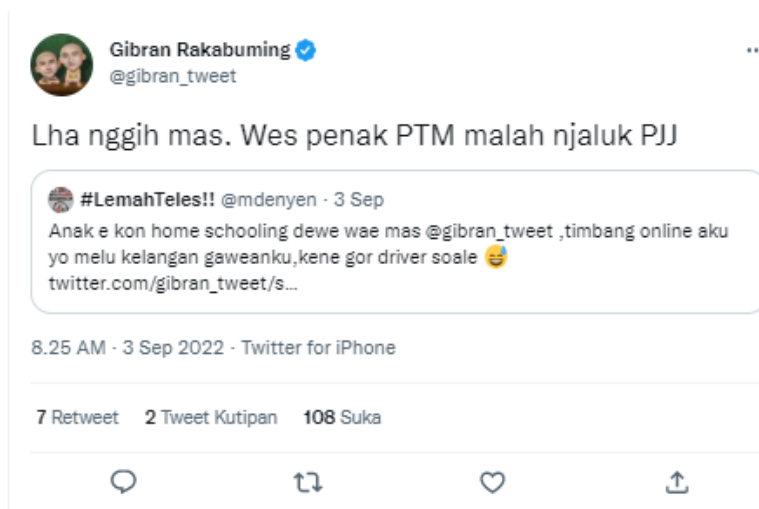 Gibran Rakabuming
@gibran_tweet
Lha nggih mas. Wes penak PTM malah njaluk PJJ
#LemahTeles!! @mdenyen · 3 Sep
Anak e kon home schooling dewe wae mas @gibran_tweet ,timbang online aku
yo melu kelangan gaweanku,kene gor driver soale 😅
twitter.com/gibran_tweet/s...
8.25 AM · 3 Sep 2022 · Twitter for iPhone
7 Retweet 2 Tweet Kutipan 108 Suka